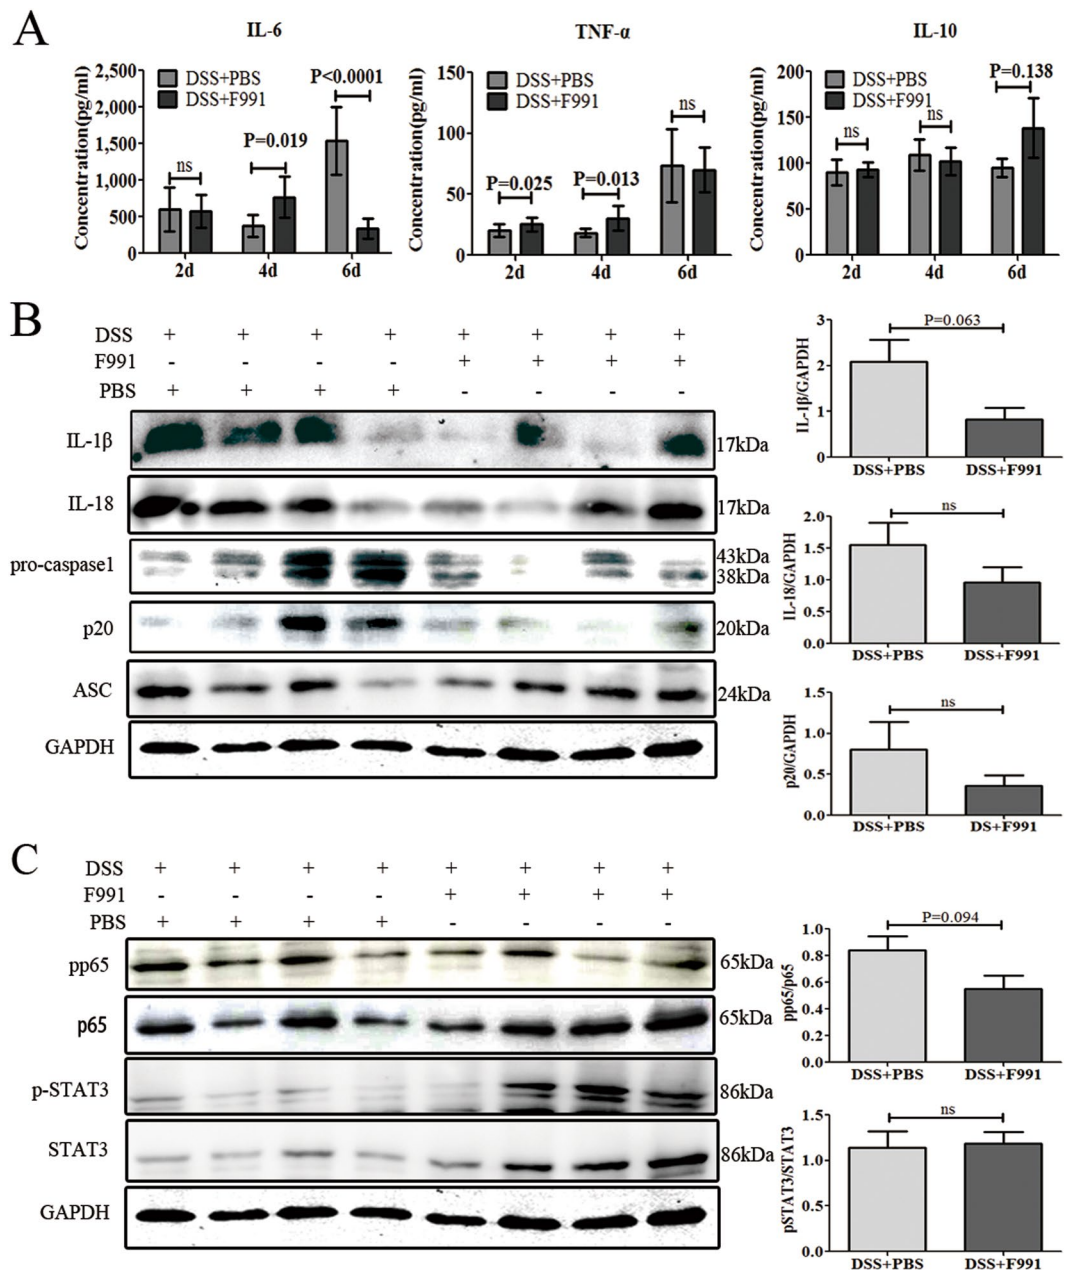 A
IL-6
Concentration(pg/ml)
2,500
2,000
1,500
1,000
500
0
DSS+PBS
DSS+F991
ns
P=0.019
P<0.0001
2d 4d 6d
TNF-α
Concentration(pg/ml)
150
100
50
0
DSS+PBS
DSS+F991
P=0.025
P=0.013
ns
2d 4d 6d
IL-10
Concentration(pg/ml)
200
150
100
50
0
DSS+PBS
DSS+F991
ns
ns
P=0.138
2d 4d 6d
B
DSS + + + + + + + +
F991 - - - - + + + +
PBS + + + + - - - -
IL-1β 17kDa
IL-18 17kDa
pro-caspase1 43kDa
38kDa
p20 20kDa
ASC 24kDa
GAPDH
IL-1β/GAPDH
3
2
1
0
P=0.063
DSS+PBS DSS+F991
IL-18/GAPDH
2.0
1.5
1.0
0.5
0.0
ns
DSS+PBS DSS+F991
p20/GAPDH
1.5
1.0
0.5
0.0
ns
DSS+PBS DS+F991
C
DSS + + + + + + + +
F991 - - - - + + + +
PBS + + + + - - - -
pp65 65kDa
p65 65kDa
p-STAT3 86kDa
STAT3 86kDa
GAPDH
pp65/p65
1.0
0.8
0.6
0.4
0.2
0.0
P=0.094
DSS+PBS DSS+F991
pSTAT3/STAT3
1.5
1.0
0.5
0.0
ns
DSS+PBS DSS+F991